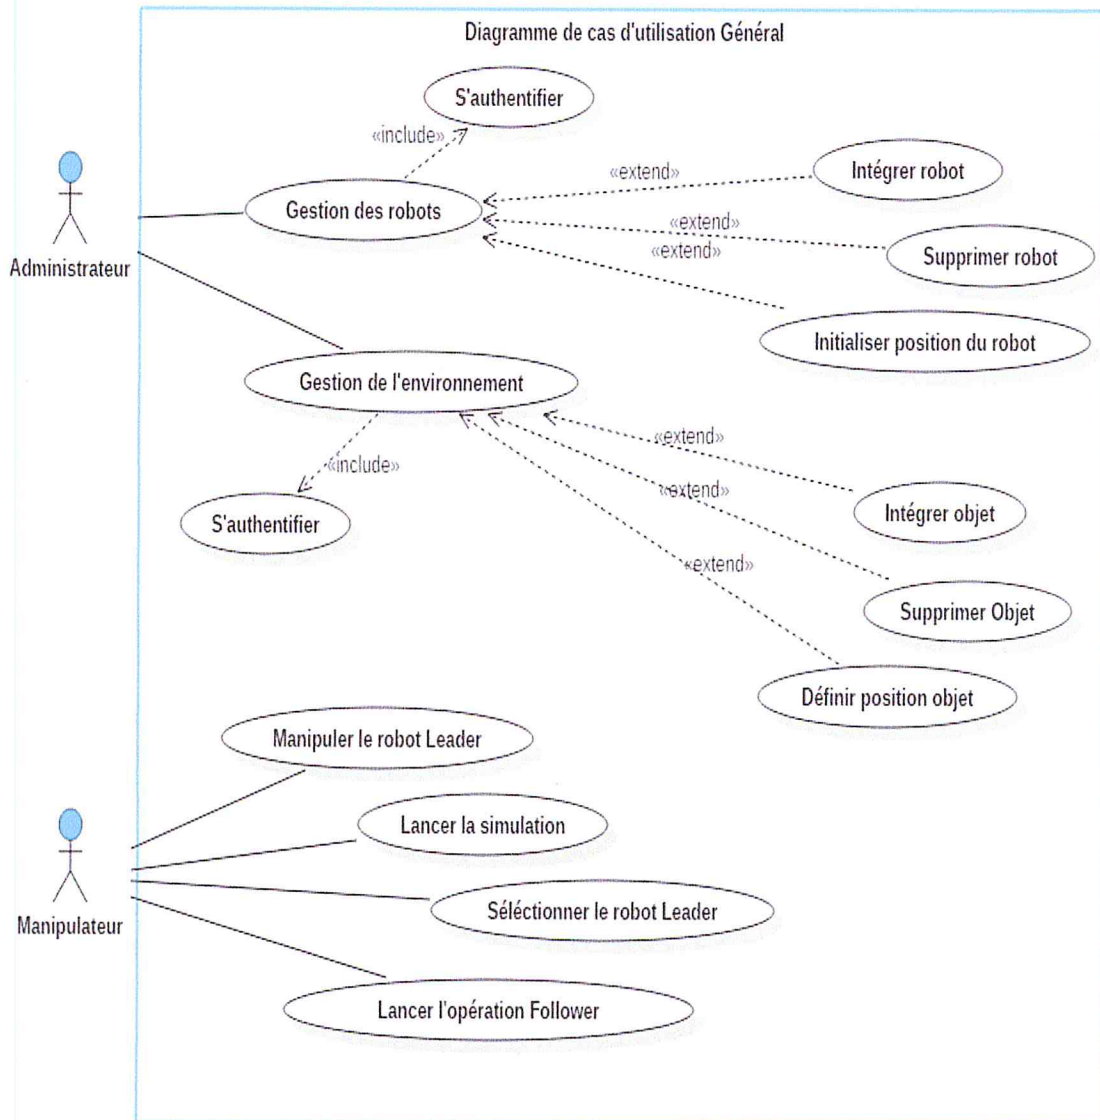 Diagramme de cas d'utilisation Général
S'authentifier
«include»
Intégrer robot
«extend»
Gestion des robots
«extend»
Supprimer robot
«extend»
Administrateur
Initialiser position du robot
Gestion de l'environnement
«extend»
«include»
«extend»
Intégrer objet
S'authentifier
«extend»
Supprimer Objet
Définir position objet
Manipuler le robot Leader
Lancer la simulation
Séléctionner le robot Leader
Manipulateur
Lancer l'opération Follower